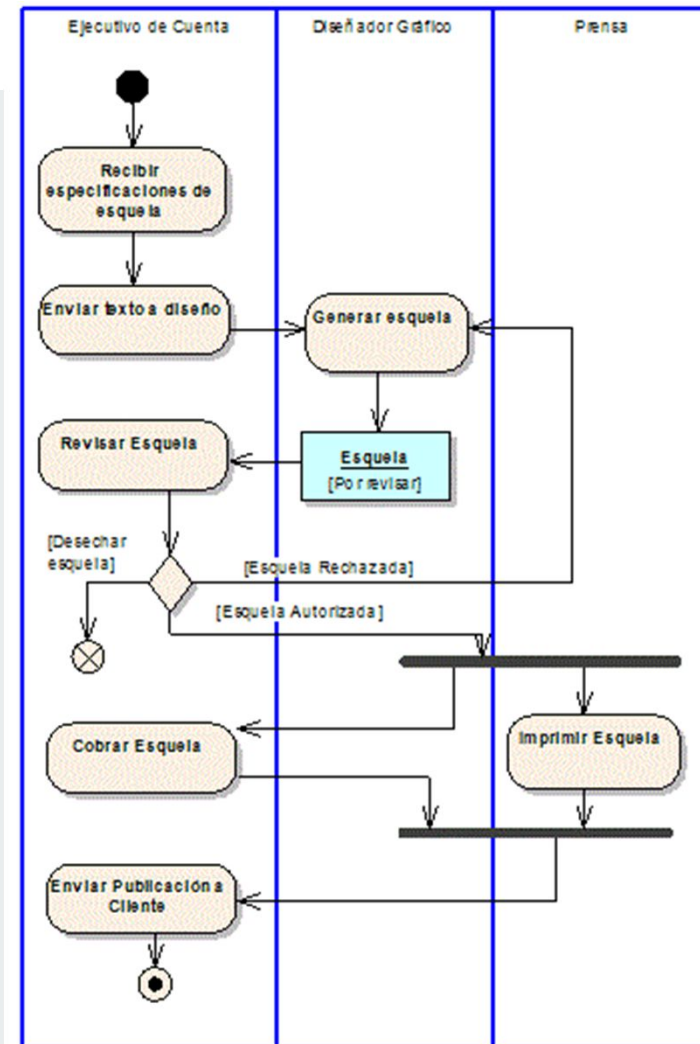 Ejecutivo de Cuenta
Diseñador Gráfico
Prensa
Recibir
especificaciones de
esquela
Enviar texto a diseño
Generar esquela
Revisar Esquela
Esquela
[Por revisar]
[Desechar
esquela]
[Esquela Rechazada]
[Esquela Autorizada]
Cobrar Esquela
Imprimir Esquela
Enviar Publicación a
Cliente